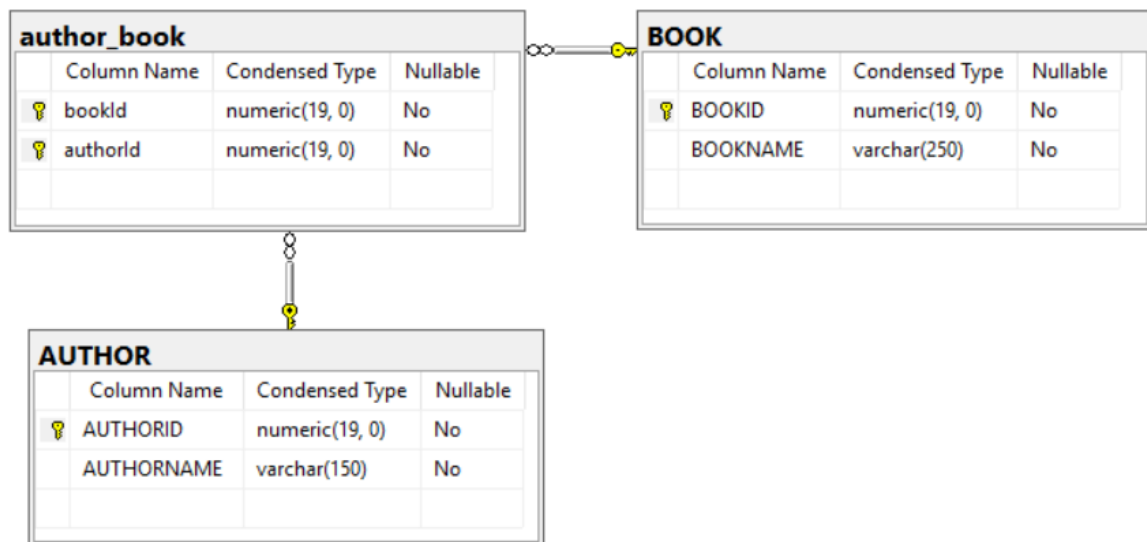 author_book
Column Name Condensed Type Nullable
bookId numeric(19, 0) No
authorId numeric(19, 0) No
BOOK
Column Name Condensed Type Nullable
BOOKID numeric(19, 0) No
BOOKNAME varchar(250) No
AUTHOR
Column Name Condensed Type Nullable
AUTHORID numeric(19, 0) No
AUTHORNAME varchar(150) No